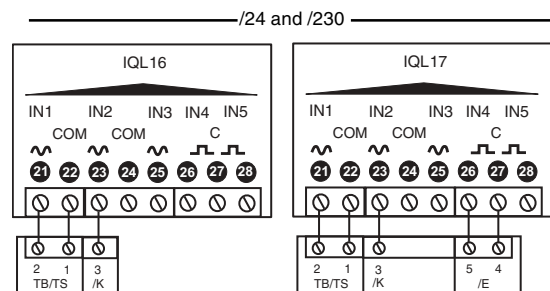 /24 and /230
IQL16
IN1 IN2 IN3 IN4 IN5
COM COM C
21 22 23 24 25 26 27 28
2 1 3
TB/TS /K
IQL17
IN1 IN2 IN3 IN4 IN5
COM COM C
21 22 23 24 25 26 27 28
2 1 3 5 4
TB/TS /K /E